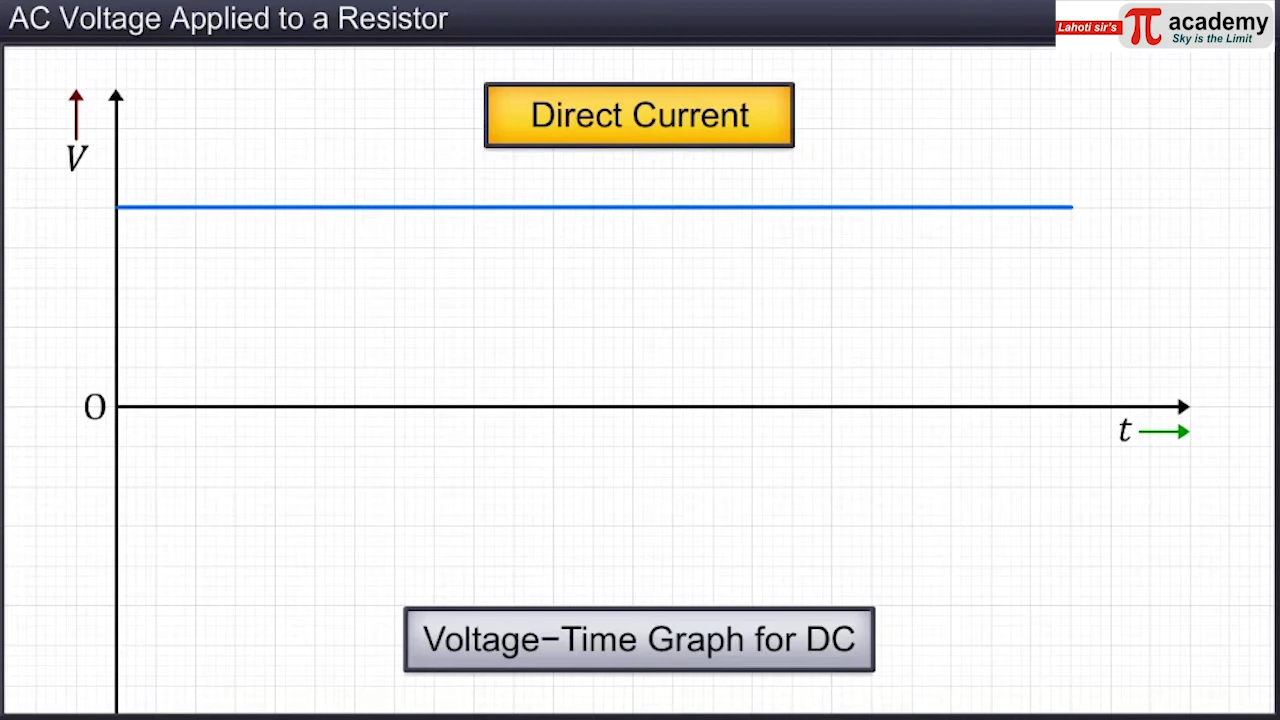 AC Voltage Applied to a Resistor
Lahoti sir's
π academy
Sky is the Limit
Direct Current
V
O
t
Voltage−Time Graph for DC